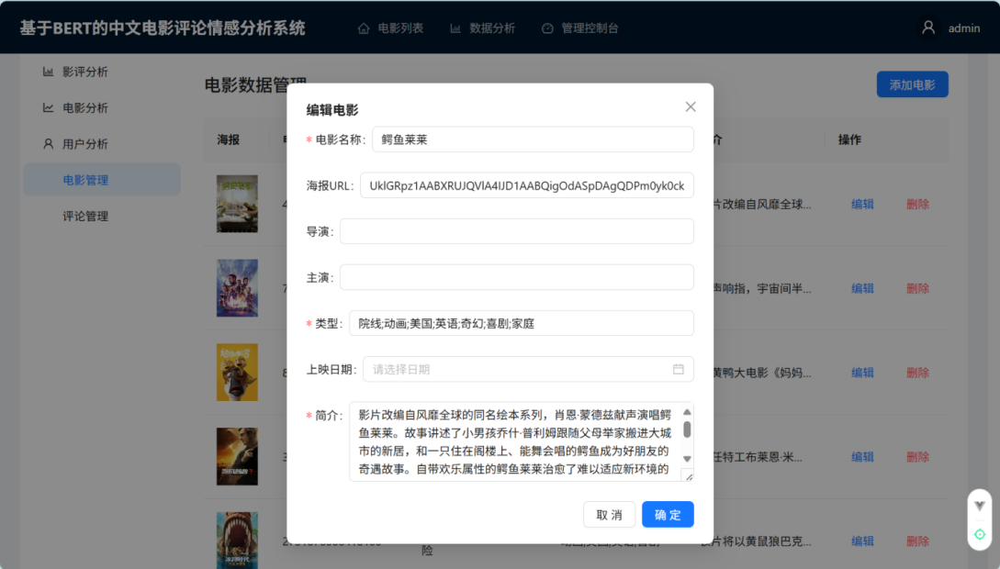 基于BERT的中文电影评论情感分析系统
电影列表
数据分析
管理控制台
admin
影评分析
电影分析
用户分析
电影管理
评论管理
电影数据管理
添加电影
海报
介
操作
编辑电影
* 电影名称: 鳄鱼莱莱
海报URL:
导演:
主演:
* 类型: 院线;动画;美国;英语;奇幻;喜剧;家庭
上映日期: 请选择日期
* 简介: 影片改编自风靡全球的同名绘本系列，肖恩·蒙德兹献声演唱鳄
鱼莱莱。故事讲述了小男孩乔什·普利姆跟随父母举家搬进大城
市的新居，和一只住在阁楼上、能舞会唱的鳄鱼成为好朋友的
奇遇故事。自带欢乐属性的鳄鱼莱莱治愈了难以适应新环境的
取 消
确 定
片改编自风靡全球...
编辑
删除
声响指，宇宙间半...
编辑
删除
黄鸭大电影《妈妈...
编辑
删除
任特工布莱恩·米...
编辑
删除
险
片将以黄鼠狼巴克...
编辑
删除